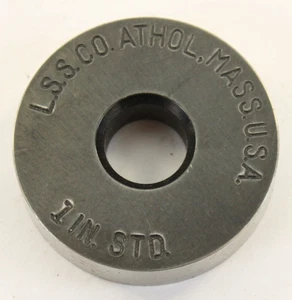 L.S.S.CO. ATHOL, MASS. U.S.A.
1 IN. STD.